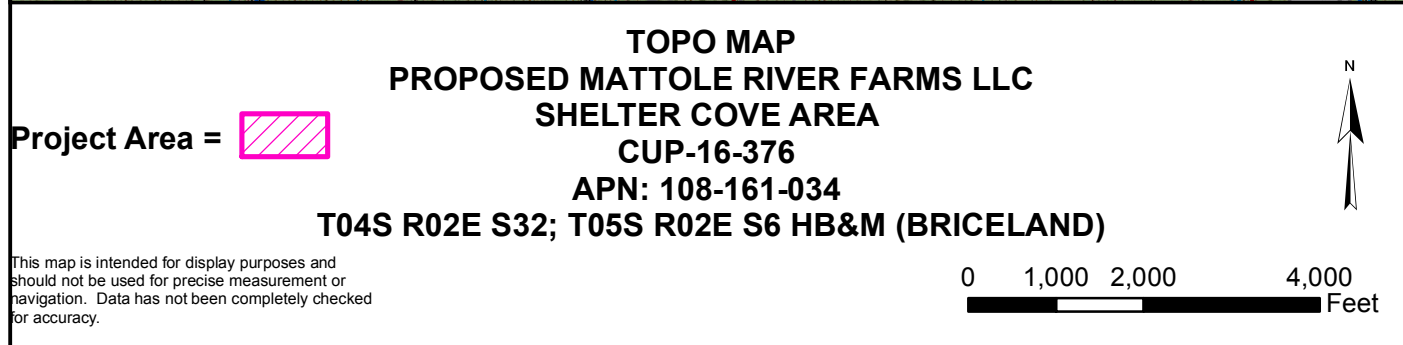 TOPO MAP
PROPOSED MATTOLE RIVER FARMS LLC
SHELTER COVE AREA
CUP-16-376
APN: 108-161-034
T04S R02E S32; T05S R02E S6 HB&M (BRICELAND)
Project Area =
N
This map is intended for display purposes and
should not be used for precise measurement or
navigation. Data has not been completely checked
for accuracy.
0 1,000 2,000 4,000
Feet